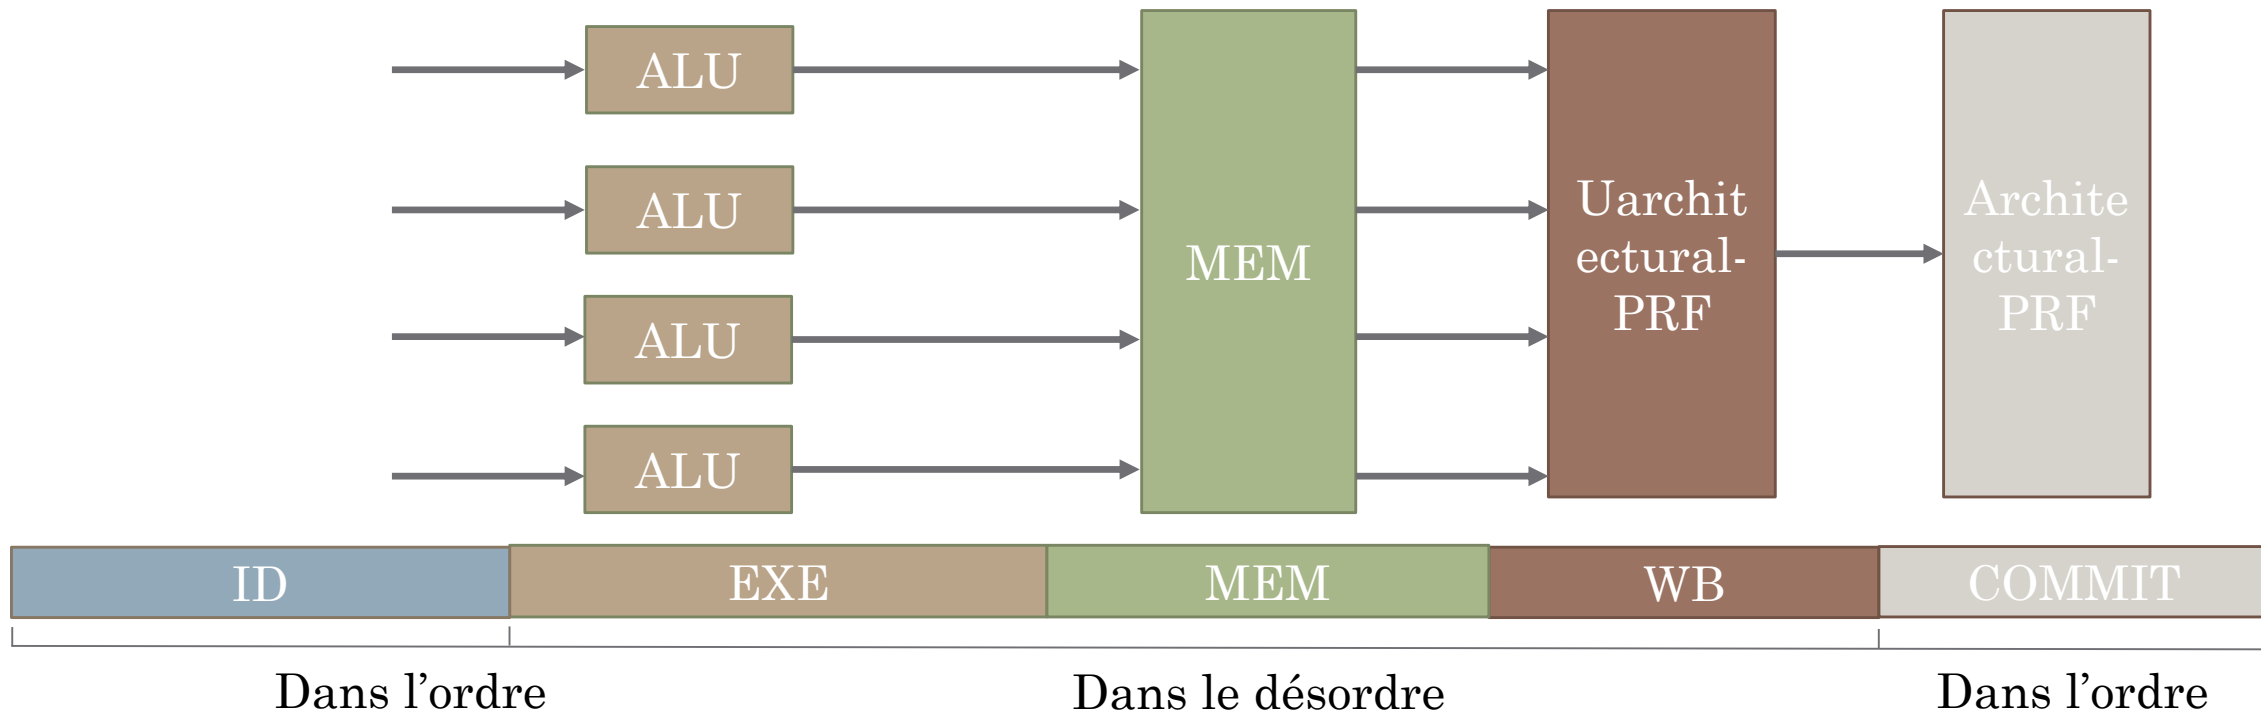 ALU
ALU
ALU
ALU
MEM
Uarchit
ectural-
PRF
Archite
ctural-
PRF
ID
EXE
MEM
WB
COMMIT
Dans l’ordre
Dans le désordre
Dans l’ordre